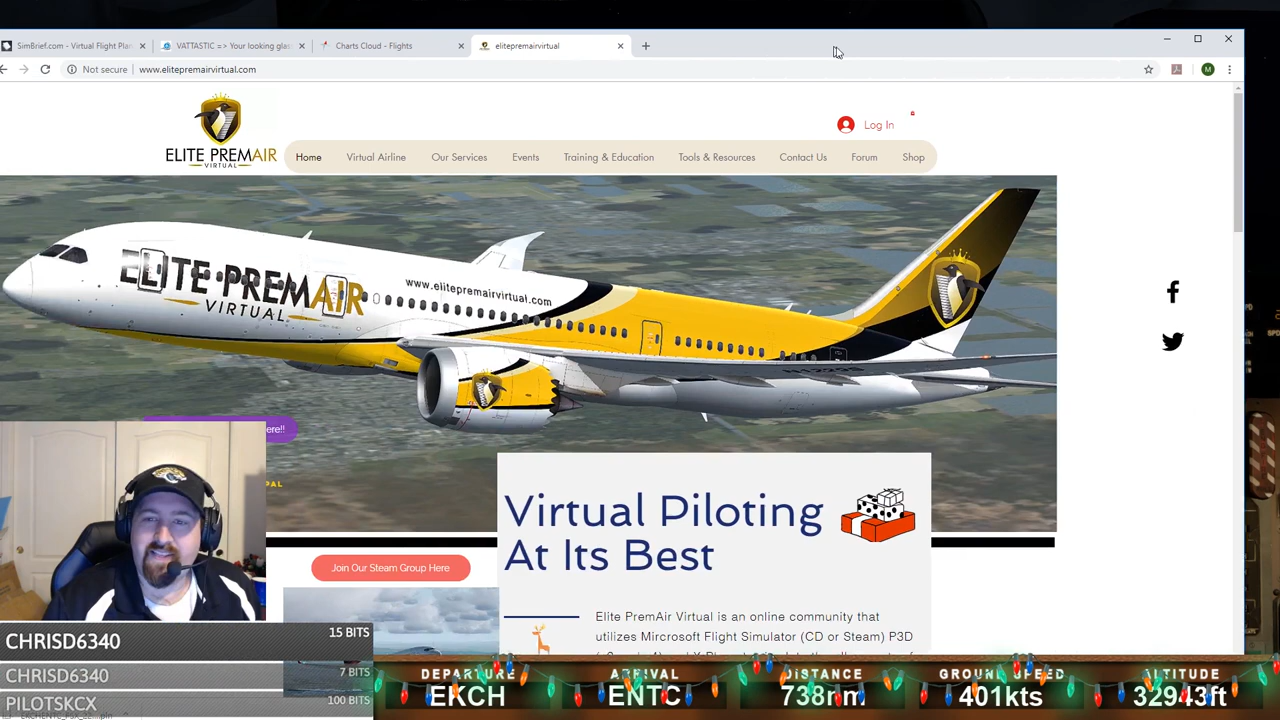 SimBrief.com - Virtual Flight Pla
VATTASTIC => Your looking glas
Charts Cloud - Flights
elitepremairvirtual
Not secure
www.elitepremairvirtual.com
M
ELITE PREMAIR
VIRTUAL
Log In
Home
Virtual Airline
Our Services
Events
Training & Education
Tools & Resources
Contact Us
Forum
Shop
ELITE PREMAIR
VIRTUAL
www.elitepremairvirtual.com
ere!!
PAL
Virtual Piloting
At Its Best
Join Our Steam Group Here
Elite PremAir Virtual is an online community that
utilizes Mircrosoft Flight Simulator (CD or Steam) P3D
CHRISD6340 15 BITS
CHRISD6340 7 BITS
PILOTSKCX 100 BITS
DEPARTURE
EKCH
ARRIVAL
ENTC
DISTANCE
738nm
GROUND SPEED
401kts
ALTITUDE
32943ft